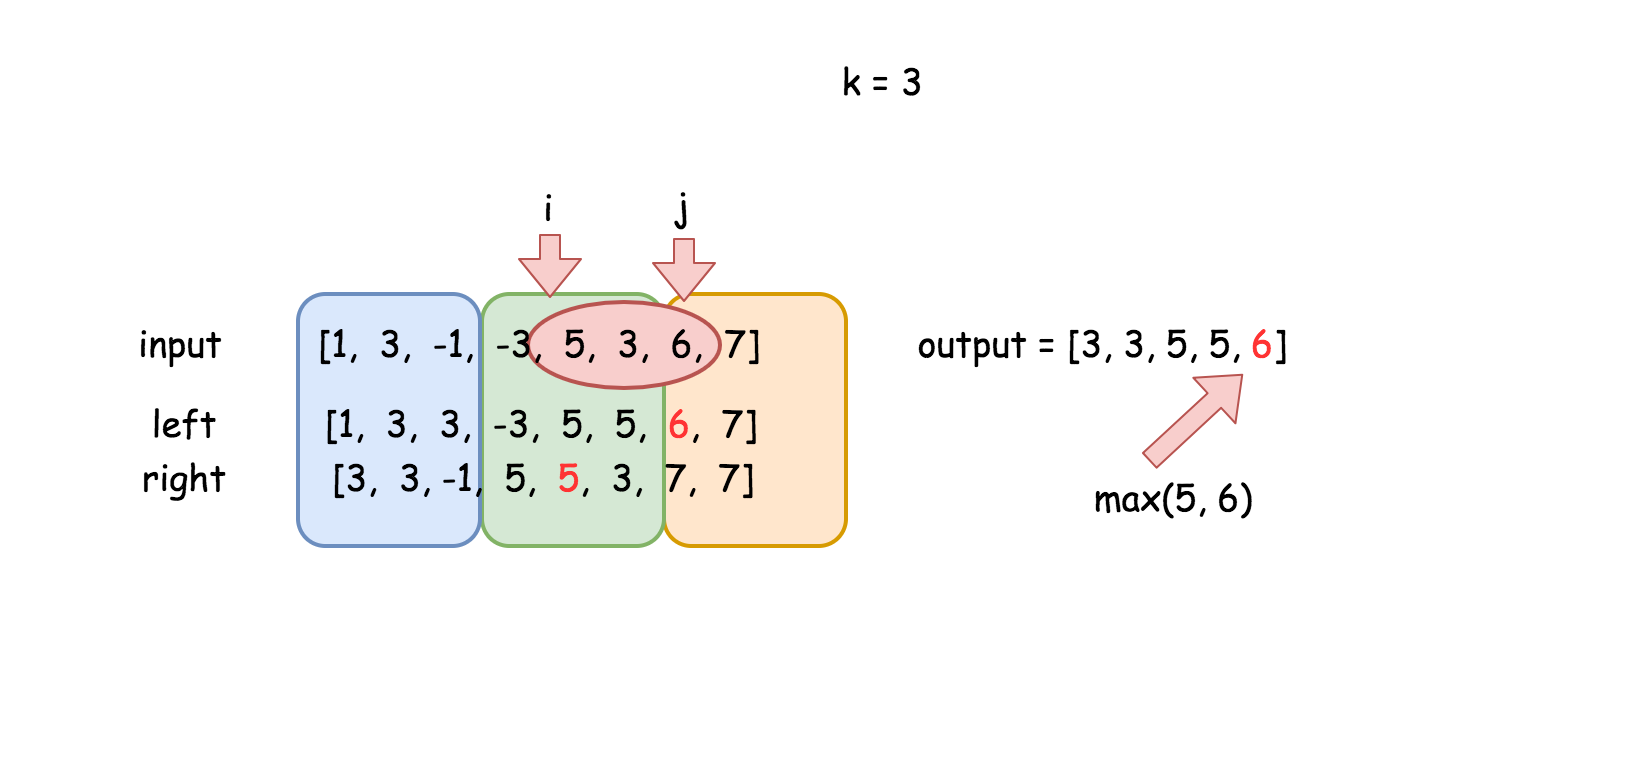 k = 3
i
j
input [1, 3, -1, -3, 5, 3, 6, 7] output = [3, 3, 5, 5, 6]
left [1, 3, 3, -3, 5, 5, 6, 7]
right [3, 3, -1, 5, 5, 3, 7, 7]
max(5, 6)